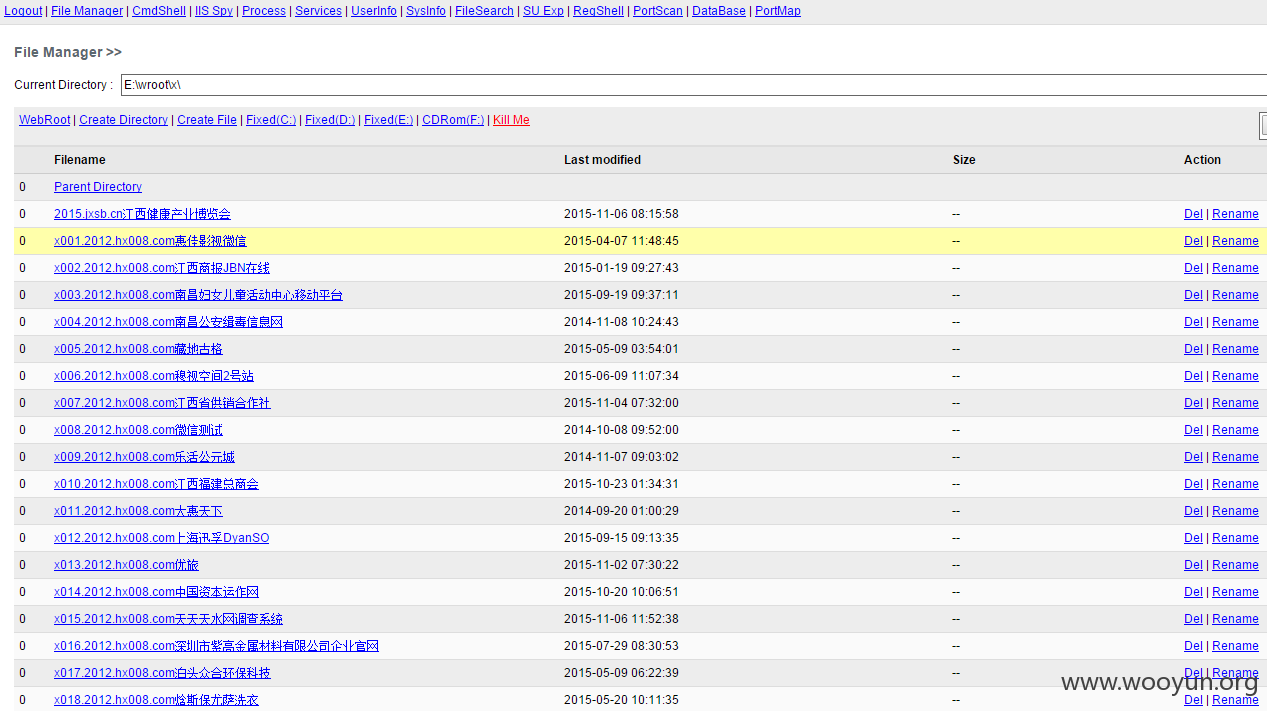 Logout | File Manager | CmdShell | IIS Spy | Process | Services | UserInfo | SysInfo | FileSearch | SU Exp | RegShell | PortScan | DataBase | PortMap
File Manager >>
Current Directory : E:\wroot\x\
WebRoot | Create Directory | Create File | Fixed(C:) | Fixed(D:) | Fixed(E:) | CDRom(F:) | Kill Me
Filename Last modified Size Action
0 Parent Directory
0 2015.jxsb.cn江西健康产业博览会 2015-11-06 08:15:58 -- Del | Rename
0 x001.2012.hx008.com惠佳影视微信 2015-04-07 11:48:45 -- Del | Rename
0 x002.2012.hx008.com江西商报JBN在线 2015-01-19 09:27:43 -- Del | Rename
0 x003.2012.hx008.com南昌妇女儿童活动中心移动平台 2015-09-19 09:37:11 -- Del | Rename
0 x004.2012.hx008.com南昌公安缉毒信息网 2014-11-08 10:24:43 -- Del | Rename
0 x005.2012.hx008.com藏地古格 2015-05-09 03:54:01 -- Del | Rename
0 x006.2012.hx008.com穆视空间2号站 2015-06-09 11:07:34 -- Del | Rename
0 x007.2012.hx008.com江西省供销合作社 2015-11-04 07:32:00 -- Del | Rename
0 x008.2012.hx008.com微信测试 2014-10-08 09:52:00 -- Del | Rename
0 x009.2012.hx008.com乐活公元城 2014-11-07 09:03:02 -- Del | Rename
0 x010.2012.hx008.com江西福建总商会 2015-10-23 01:34:31 -- Del | Rename
0 x011.2012.hx008.com大惠天下 2014-09-20 01:00:29 -- Del | Rename
0 x012.2012.hx008.com上海迅孚DyanSO 2015-09-15 09:13:35 -- Del | Rename
0 x013.2012.hx008.com优旅 2015-11-02 07:30:22 -- Del | Rename
0 x014.2012.hx008.com中国资本运作网 2015-10-20 10:06:51 -- Del | Rename
0 x015.2012.hx008.com天天天水网调查系统 2015-11-06 11:52:38 -- Del | Rename
0 x016.2012.hx008.com深圳市紫高金属材料有限公司企业官网 2015-07-29 08:30:53 -- Del | Rename
0 x017.2012.hx008.com泊头众合环保科技 2015-05-09 06:22:39 -- Del | Rename
0 x018.2012.hx008.com 2015-05-20 10:11:35 -- Del | Rename
www.wooyun.org